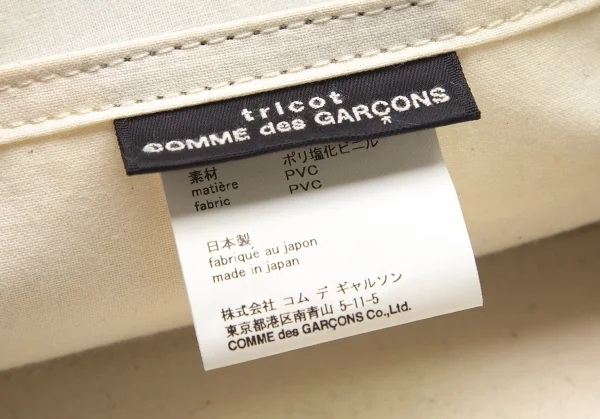 tricot
COMME des GARÇONS
素材 ポリ塩化ビニル
matière PVC
fabric PVC
日本製
fabriqué au japon
made in japan
株式会社 コム デ ギャルソン
東京都港区南青山 5-11-5
COMME des GARÇONS Co., Ltd.